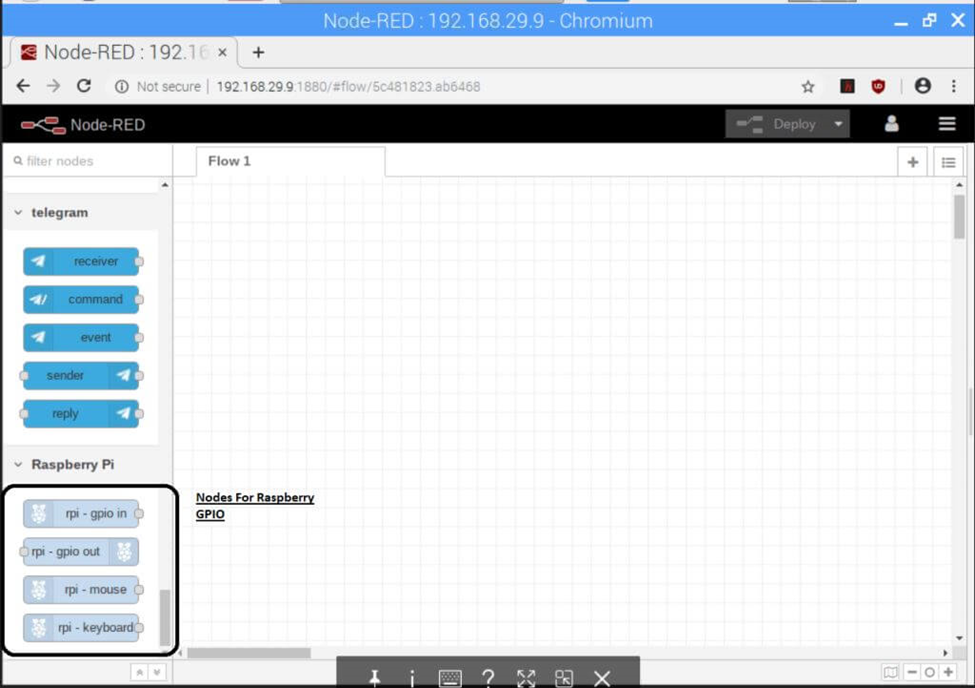 Node-RED : 192.168.29.9 - Chromium
Node-RED : 192.16
Not secure | 192.168.29.9:1880/#flow/5c481823.ab6468
Node-RED
Deploy
filter nodes
Flow 1
telegram
receiver
command
event
sender
reply
Raspberry Pi
Nodes For Raspberry
GPIO
rpi - gpio in
rpi - gpio out
rpi - mouse
rpi - keyboard